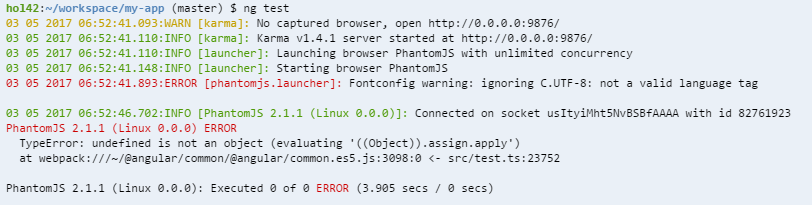 ho142:~/workspace/my-app (master) $ ng test
03 05 2017 06:52:41.093:WARN [karma]: No captured browser, open http://0.0.0.0:9876/
03 05 2017 06:52:41.110:INFO [karma]: Karma v1.4.1 server started at http://0.0.0.0:9876/
03 05 2017 06:52:41.110:INFO [launcher]: Launching browser PhantomJS with unlimited concurrency
03 05 2017 06:52:41.148:INFO [launcher]: Starting browser PhantomJS
03 05 2017 06:52:41.893:ERROR [phantomjs.launcher]: Fontconfig warning: ignoring C.UTF-8: not a valid language tag
03 05 2017 06:52:46.702:INFO [PhantomJS 2.1.1 (Linux 0.0.0)]: Connected on socket usItyiMht5NvBSBfAAAA with id 82761923
PhantomJS 2.1.1 (Linux 0.0.0) ERROR
TypeError: undefined is not an object (evaluating '((Object)).assign.apply')
at webpack:///~/@angular/common/@angular/common.es5.js:3098:0 <- src/test.ts:23752
PhantomJS 2.1.1 (Linux 0.0.0): Executed 0 of 0 ERROR (3.905 secs / 0 secs)